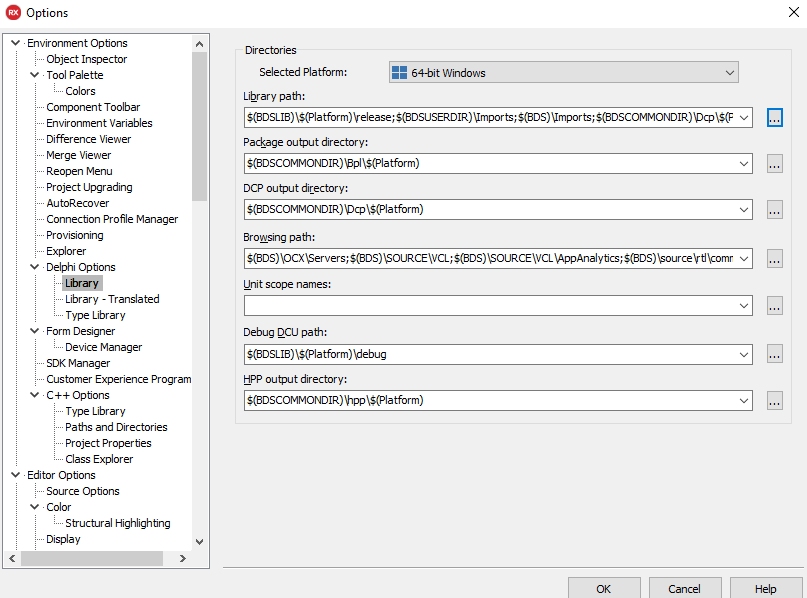 RX Options
Environment Options
Object Inspector
Tool Palette
Colors
Component Toolbar
Environment Variables
Difference Viewer
Merge Viewer
Reopen Menu
Project Upgrading
AutoRecover
Connection Profile Manager
Provisioning
Explorer
Delphi Options
Library
Library - Translated
Type Library
Form Designer
Device Manager
SDK Manager
Customer Experience Program
C++ Options
Type Library
Paths and Directories
Project Properties
Class Explorer
Editor Options
Source Options
Color
Structural Highlighting
Display
Directories
Selected Platform: 64-bit Windows
Library path:
$(BDSLIB)\$(Platform)\release;$(BDSUSERDIR)\Imports;$(BDS)\Imports;$(BDSCOMMONDIR)\Dcp\$(P
...
Package output directory:
$(BDSCOMMONDIR)\Bpl\$(Platform)
...
DCP output directory:
$(BDSCOMMONDIR)\Dcp\$(Platform)
...
Browsing path:
$(BDS)\OCX\Servers;$(BDS)\SOURCE\VCL;$(BDS)\SOURCE\VCL\AppAnalytics;$(BDS)\source\rtl\comm
...
Unit scope names:
...
Debug DCU path:
$(BDSLIB)\$(Platform)\debug
...
HPP output directory:
$(BDSCOMMONDIR)\hpp\$(Platform)
...
OK Cancel Help